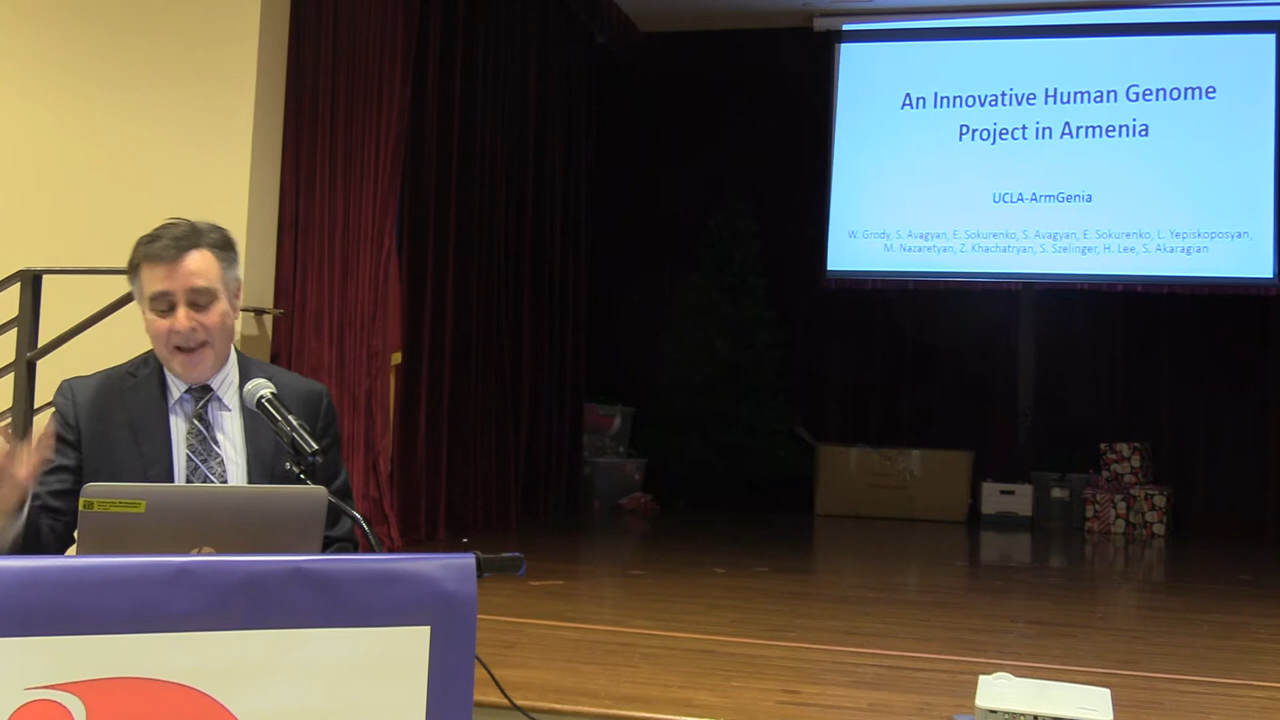 An Innovative Human Genome
Project in Armenia
UCLA-ArmGenia
W. Grody, S. Avagyan, E. Sokurenko, S. Avagyan, E. Sokurenko, L. Yepiskoposyan,
M. Nazaretyan, Z. Khachatryan, S. Szelinger, H. Lee, S. Akaragian